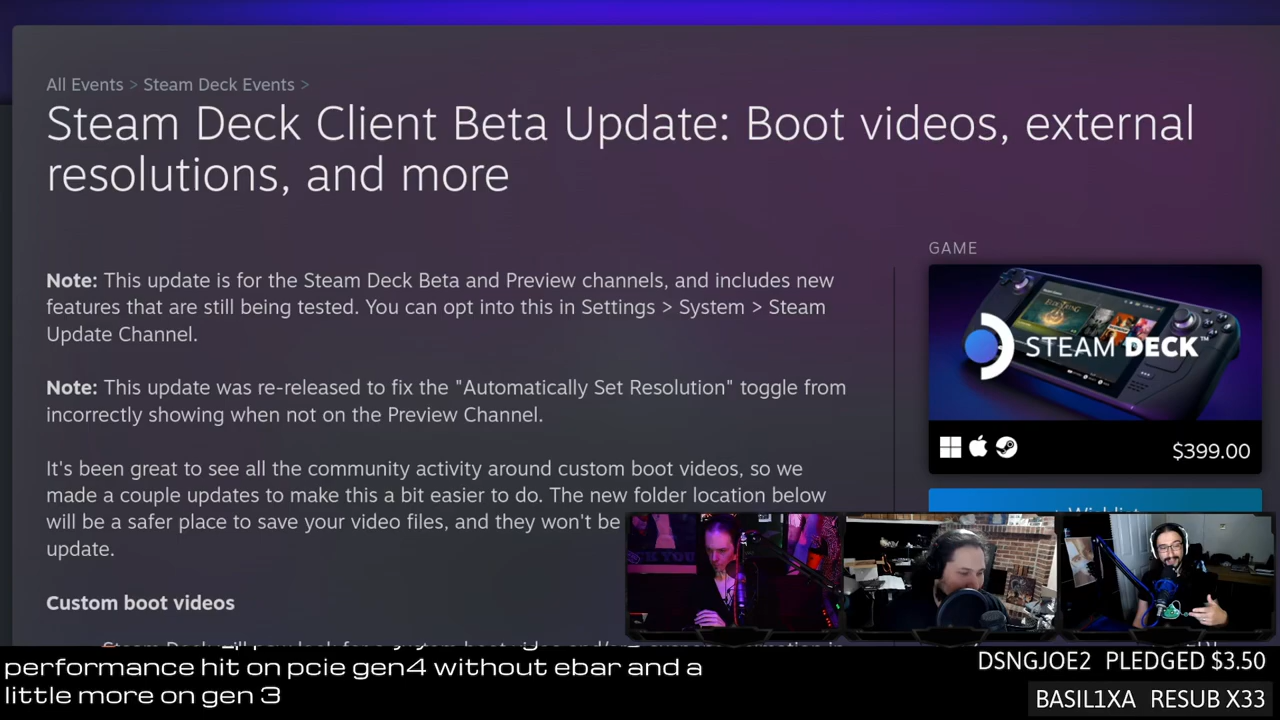 All Events > Steam Deck Events >
Steam Deck Client Beta Update: Boot videos, external
resolutions, and more
GAME
Note: This update is for the Steam Deck Beta and Preview channels, and includes new
features that are still being tested. You can opt into this in Settings > System > Steam
Update Channel.
STEAM DECK™
Note: This update was re-released to fix the "Automatically Set Resolution" toggle from
incorrectly showing when not on the Preview Channel.
$399.00
It's been great to see all the community activity around custom boot videos, so we
made a couple updates to make this a bit easier to do. The new folder location below
will be a safer place to save your video files, and they won't be
update.
Wishlist
Custom boot videos
performance hit on pcie gen4 without ebar and a
little more on gen 3
DSNGJOE2 PLEDGED $3.50
BASIL1XA RESUB X33